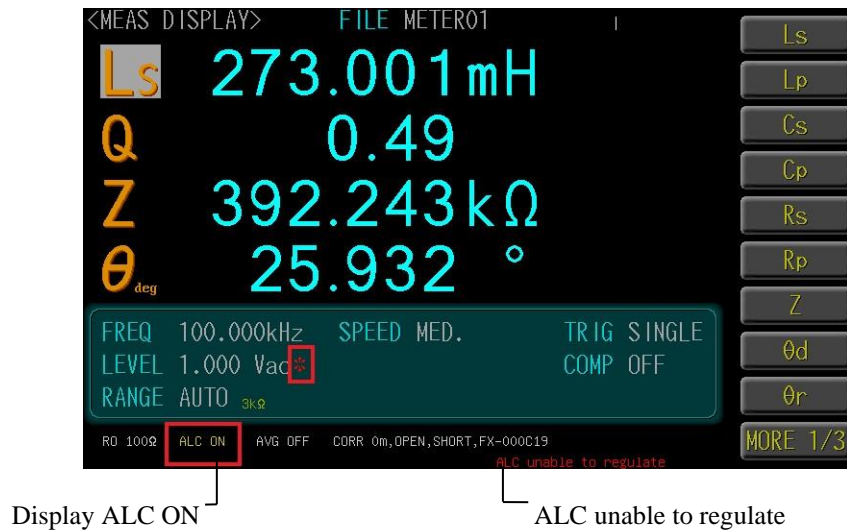 <MEAS DISPLAY> FILE METER01
Ls 273.001mH
Q 0.49
Z 392.243kΩ
θdeg 25.932 °
FREQ 100.000kHz SPEED MED. TRIG SINGLE
LEVEL 1.000 Vac* COMP OFF
RANGE AUTO 3kΩ
RO 100Ω ALC ON AVG OFF CORR 0m,OPEN,SHORT,FX-000C19
ALC unable to regulate
Ls
Lp
Cs
Cp
Rs
Rp
Z
θd
θr
MORE 1/3
Display ALC ON
ALC unable to regulate